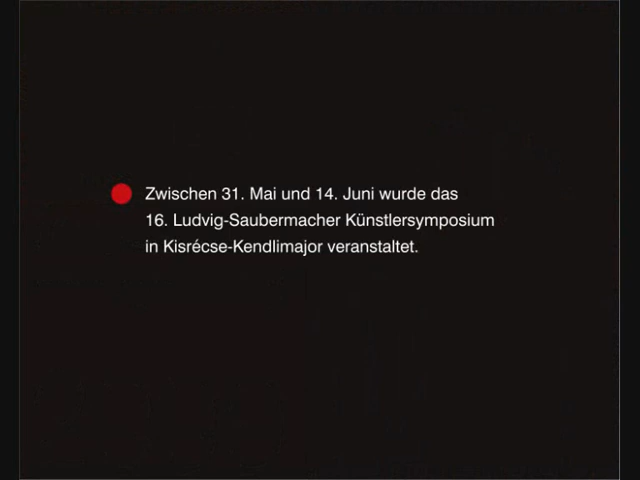 Zwischen 31. Mai und 14. Juni wurde das
16. Ludvig-Saubermacher Künstlersymposium
in Kisrécse-Kendlimajor veranstaltet.